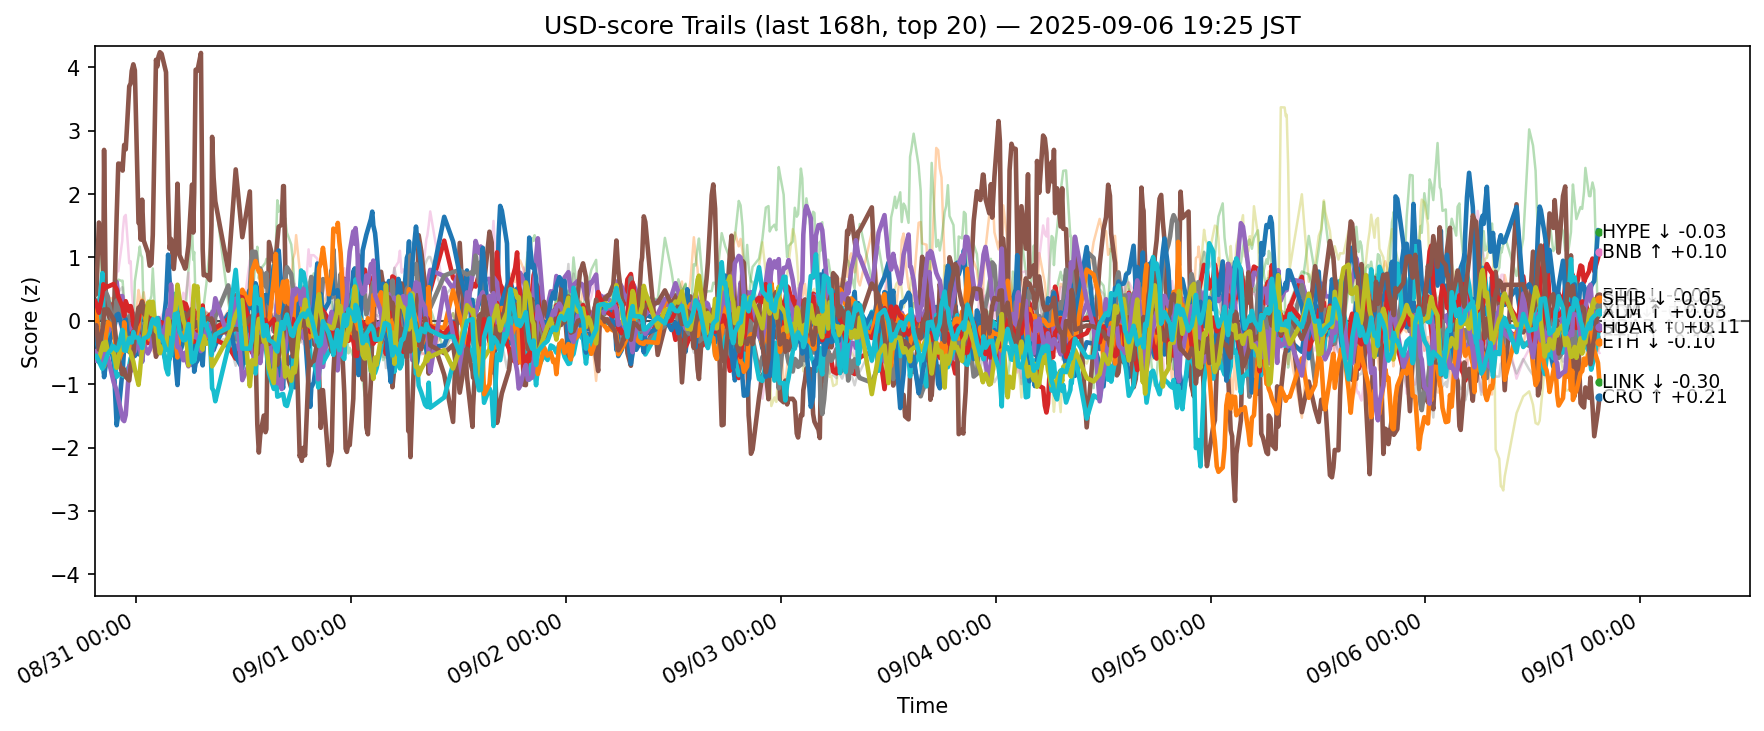 USD-score Trails (last 168h, top 20) — 2025-09-06 19:25 JST
Score (z)
4
3
2
1
0
−1
−2
−3
−4
HYPE ↓ -0.03
BNB ↑ +0.10
SHIB ↓ -0.05
XLM ↑ +0.03
HBAR ↑ +0.11
ETH ↓ -0.10
LINK ↓ -0.30
CRO ↑ +0.21
08/31 00:00
09/01 00:00
09/02 00:00
09/03 00:00
09/04 00:00
09/05 00:00
09/06 00:00
09/07 00:00
Time